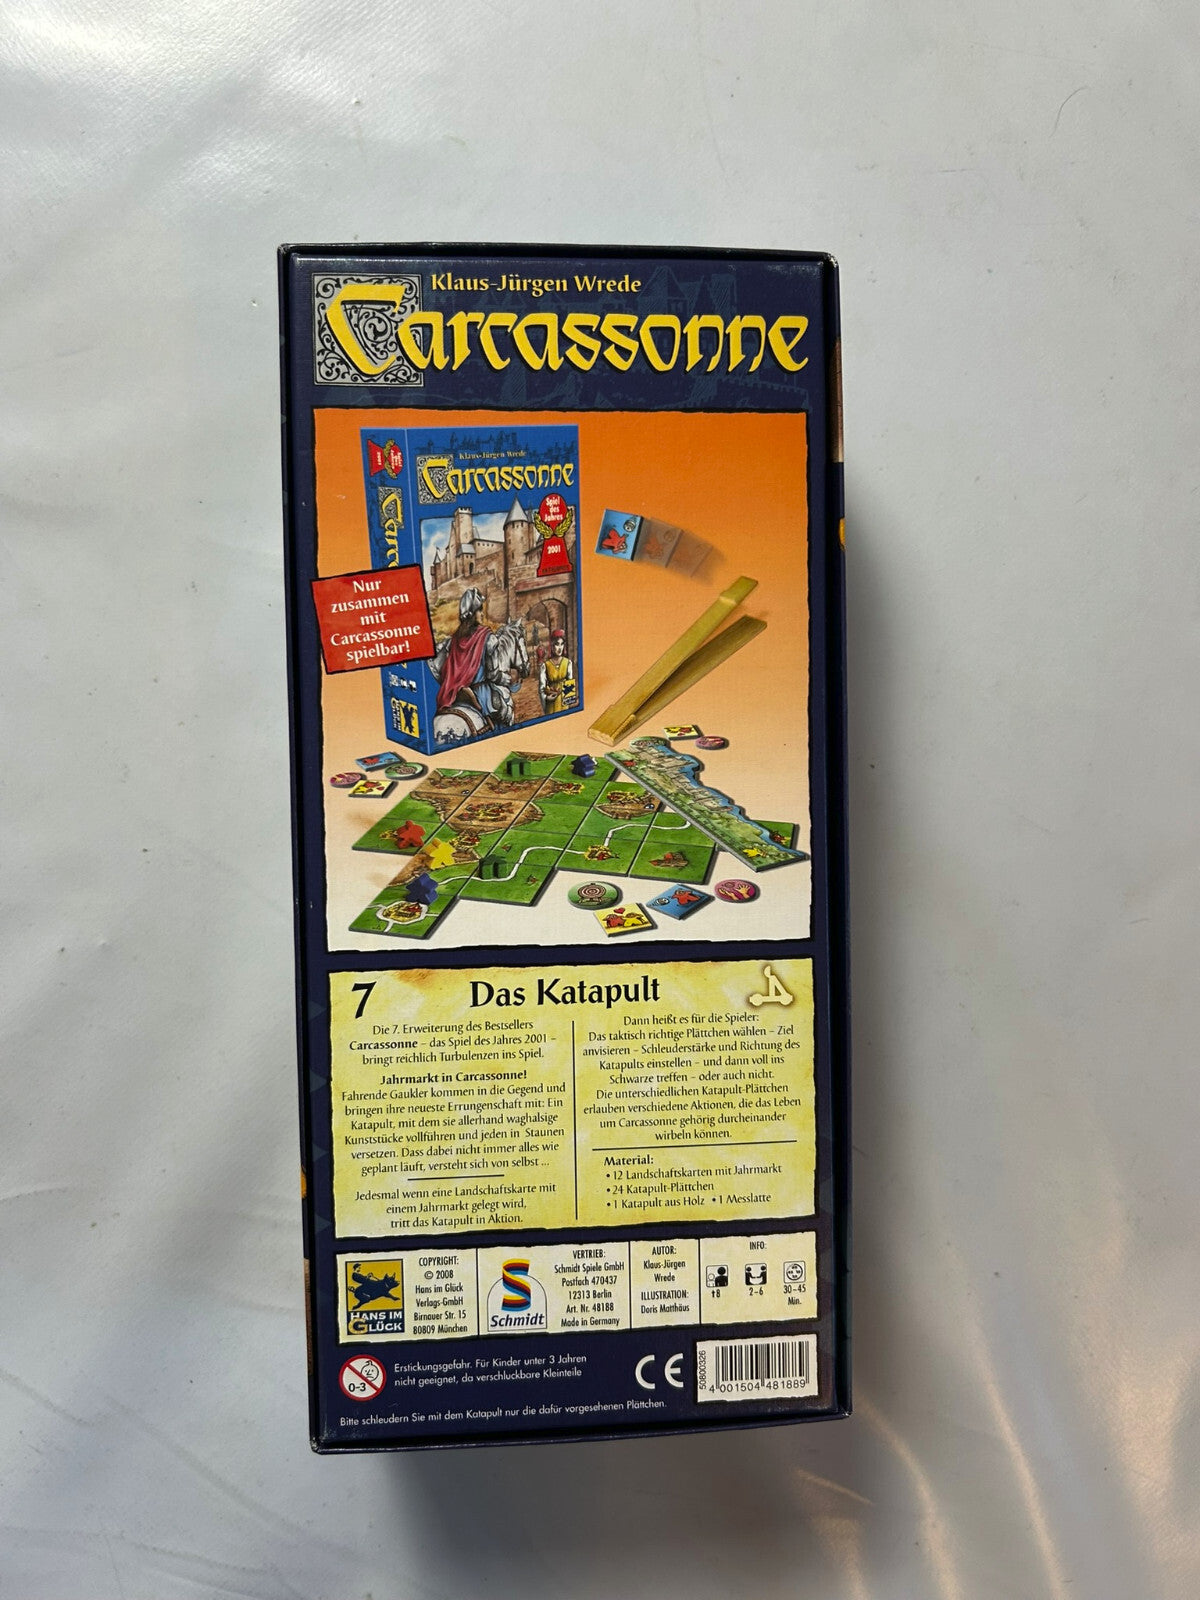 Klaus-Jürgen Wrede
Carcassonne
Klaus-Jürgen Wrede
Carcassonne
Spiel
des
Jahres
2001
Nur
zusammen
mit
Carcassonne
spielbar!
7
Das Katapult
Die 7. Erweiterung des Bestsellers
Carcassonne – das Spiel des Jahres 2001 –
bringt reichlich Turbulenzen ins Spiel.
Jahrmarkt in Carcassonne!
Fahrende Gaukler kommen in die Gegend und
bringen ihre neueste Errungenschaft mit: Ein
Katapult, mit dem sie allerhand waghalsige
Kunststücke vollführen und jeden in Staunen
versetzen. Dass dabei nicht immer alles wie
geplant läuft, versteht sich von selbst ...
Jedesmal wenn eine Landschaftskarte mit
einem Jahrmarkt gelegt wird,
tritt das Katapult in Aktion.
Dann heißt es für die Spieler:
Das taktisch richtige Plättchen wählen – Ziel
anvisieren – Schleuderstärke und Richtung des
Katapults einstellen – und dann voll ins
Schwarze treffen – oder auch nicht.
Die unterschiedlichen Katapult-Plättchen
erlauben verschiedene Aktionen, die das Leben
um Carcassonne gehörig durcheinander
wirbeln können.
Material:
• 12 Landschaftskarten mit Jahrmarkt
• 24 Katapult-Plättchen
• 1 Katapult aus Holz • 1 Messlatte
HANS IM
GLÜCK
COPYRIGHT:
© 2008
Hans im Glück
Verlags-GmbH
Birnauer Str. 15
80809 München
Schmidt
VERTRIEB:
Schmidt Spiele GmbH
Postfach 470437
12313 Berlin
Art. Nr. 48188
Made in Germany
AUTOR:
Klaus-Jürgen
Wrede
ILLUSTRATION:
Doris Matthäus
INFO:
†8
2–6
30–45
Min.
0-3
Erstickungsgefahr. Für Kinder unter 3 Jahren
nicht geeignet, da verschluckbare Kleinteile
CE
50800326
4 001504 481889
Bitte schleudern Sie mit dem Katapult nur die dafür vorgesehenen Plättchen.